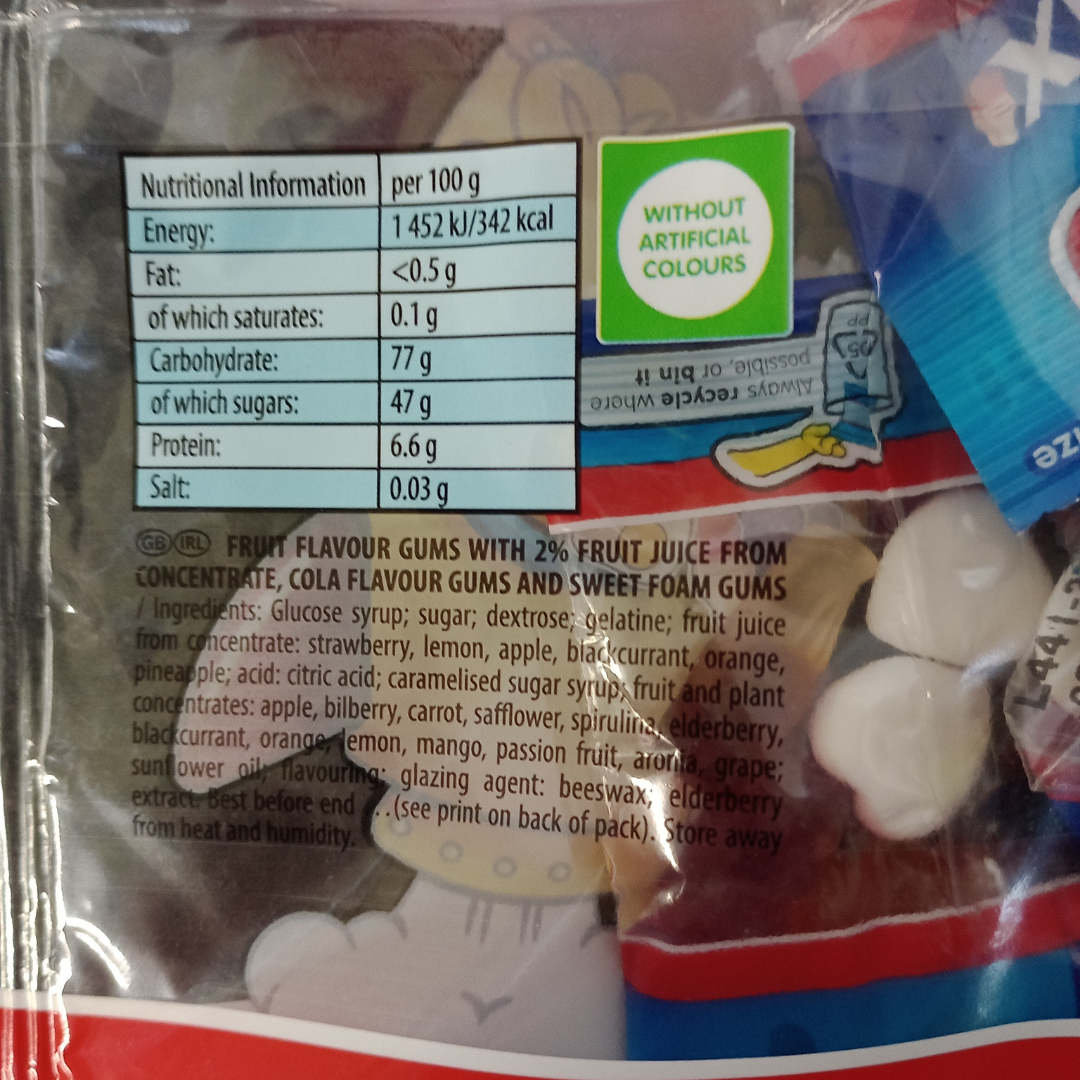 Nutritional Information per 100 g
Energy: 1 452 kJ/342 kcal
Fat: <0.5 g
of which saturates: 0.1 g
Carbohydrate: 77 g
of which sugars: 47 g
Protein: 6.6 g
Salt: 0.03 g
WITHOUT
ARTIFICIAL
COLOURS
Always recycle where
possible, or bin it
05
PP
GB IRL FRUIT FLAVOUR GUMS WITH 2% FRUIT JUICE FROM
CONCENTRATE, COLA FLAVOUR GUMS AND SWEET FOAM GUMS
/ Ingredients: Glucose syrup; sugar; dextrose; gelatine; fruit juice
from concentrate: strawberry, lemon, apple, blackcurrant, orange,
pineapple; acid: citric acid; caramelised sugar syrup; fruit and plant
concentrates: apple, bilberry, carrot, safflower, spirulina, elderberry,
blackcurrant, orange, lemon, mango, passion fruit, aronia, grape;
sunflower oil; flavouring; glazing agent: beeswax; elderberry
extract. Best before end ..(see print on back of pack). Store away
from heat and humidity.
L441-3